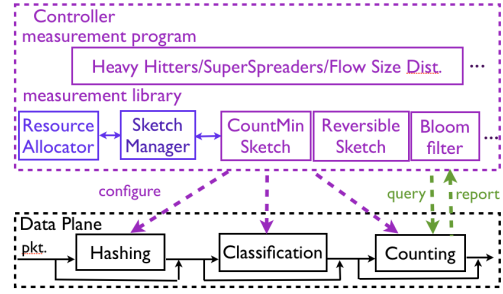 Controller
measurement program
Heavy Hitters/SuperSpreaders/Flow Size Dist. ...
measurement library
Resource Allocator
Sketch Manager
CountMin Sketch
Reversible Sketch
Bloom filter
...
configure
query
report
Data Plane
pkt.
Hashing
Classification
Counting